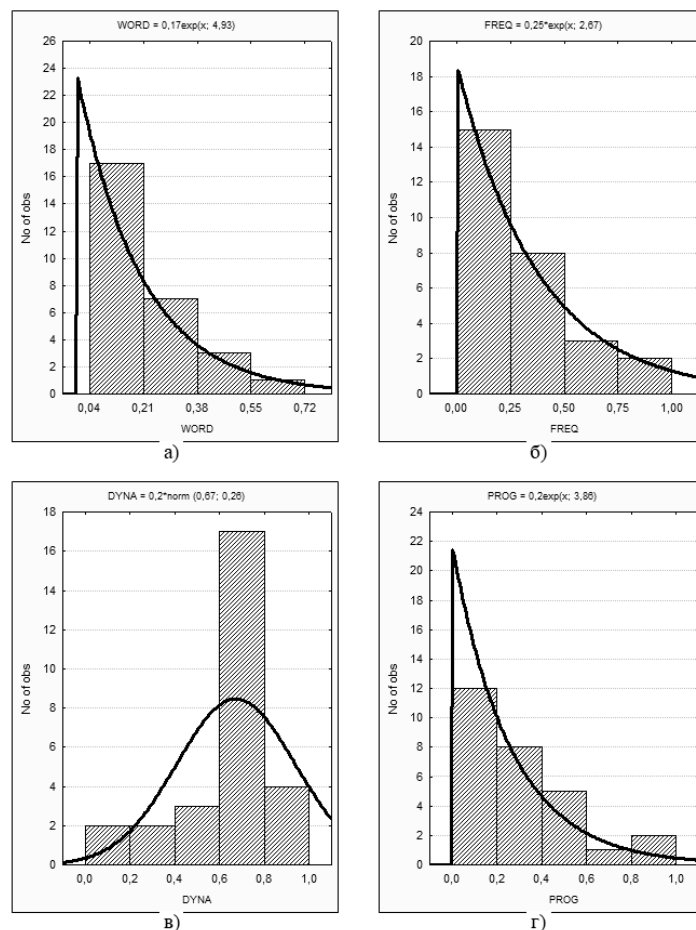 WORD = 0,17exp(x; 4,93)
26
24
22
20
18
16
14
12
10
8
6
4
2
0
No of obs
0,04 0,21 0,38 0,55 0,72
WORD
а)
FREQ = 0,25*exp(x; 2,67)
20
18
16
14
12
10
8
6
4
2
0
No of obs
0,00 0,25 0,50 0,75 1,00
FREQ
б)
DYNA = 0,2*norm (0,67; 0,26)
18
16
14
12
10
8
6
4
2
0
No of obs
0,0 0,2 0,4 0,6 0,8 1,0
DYNA
в)
PROG = 0,2exp(x; 3,86)
24
22
20
18
16
14
12
10
8
6
4
2
0
No of obs
0,0 0,2 0,4 0,6 0,8 1,0
PROG
г)